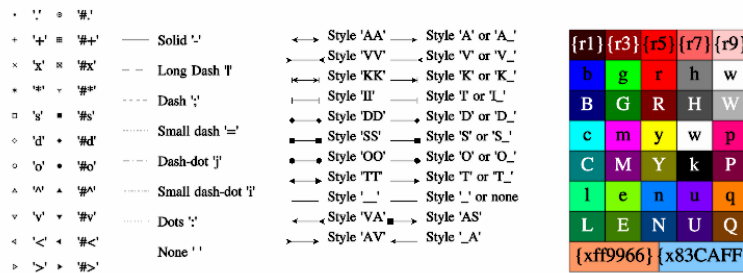 '.' '#.'
'+' '#+'
'x' '#x'
'*' '#*'
's' '#s'
'd' '#d'
'o' '#o'
'^' '#^'
'v' '#v'
'<' '#<'
'>' '#>'
Solid '-'
Long Dash '|'
Dash ';'
Small dash '='
Dash-dot 'j'
Small dash-dot 'i'
Dots ':'
None ' '
Style 'AA' Style 'A' or 'A_'
Style 'VV' Style 'V' or 'V_'
Style 'KK' Style 'K' or 'K_'
Style 'II' Style 'I' or 'I_'
Style 'DD' Style 'D' or 'D_'
Style 'SS' Style 'S' or 'S_'
Style 'OO' Style 'O' or 'O_'
Style 'TT' Style 'T' or 'T_'
Style '__' Style '_' or none
Style 'VA' Style 'AS'
Style 'AV' Style '_A'
{r1} {r3} {r5} {r7} {r9}
b g r h w
B G R H W
c m y w p
C M Y k P
l e n u q
L E N U Q
{xff9966} {x83CAFF}